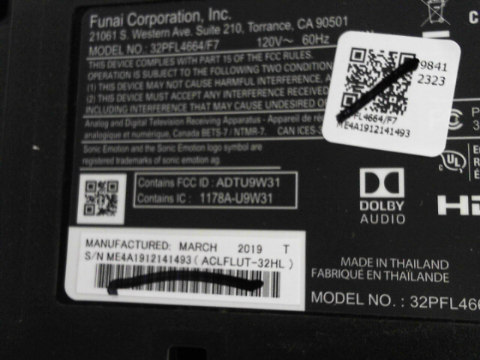 Funai Corporation, Inc.
21061 S. Western Ave. Suite 210, Torrance, CA 90501
MODEL NO.: 32PFL4664/F7 120V~ 60Hz
THIS DEVICE COMPLIES WITH PART 15 OF THE FCC RULES.
SUBJECT TO THE FOLLOWING TWO CONDITIONS
(1) THIS DEVICE MAY NOT CAUSE HARMFUL INTERFERENCE,
(2) THIS DEVICE MUST ACCEPT ANY INTERFERENCE RECEIVED
INCLUDING INTERFERENCE THAT MAY CAUSE UNDESIRED
Analog and Digital Television Receiving Apparatus - Appareil de
analogique et numérique, Canada BETS-7 / NTMR-7. CAN ICES-3
Sonic Emotion and the Sonic Emotion logo symbol are
registered trademarks of sonic emotion ag.
9841
2323
PFL4664/F7
ME4A1912141493
Contains FCC ID : ADTU9W31
Contains IC : 1178A-U9W31
DOLBY
AUDIO
UL
MANUFACTURED: MARCH 2019 T
S/N ME4A1912141493 ( ACLFLUT-32HL )
MADE IN THAILAND
FABRIQUÉ EN THAÏLANDE
MODEL NO. : 32PFL466